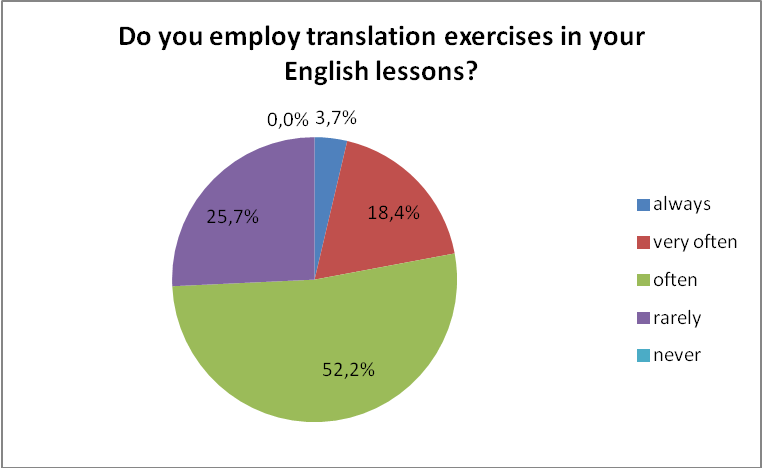 Do you employ translation exercises in your
English lessons?
0,0%
3,7%
18,4%
25,7%
52,2%
always
very often
often
rarely
never